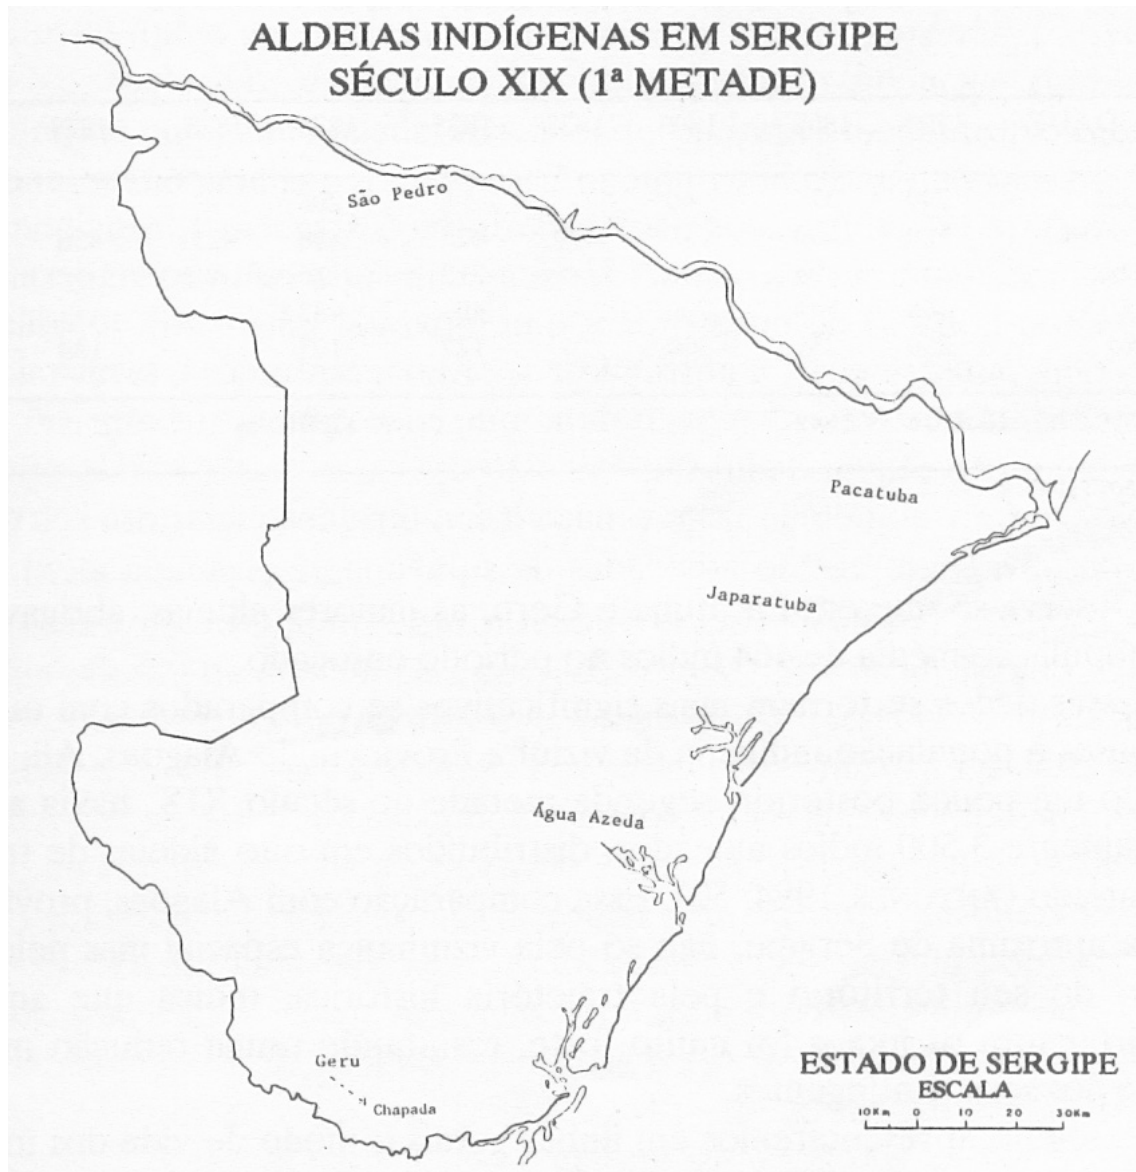 ALDEIAS INDÍGENAS EM SERGIPE
SÉCULO XIX (1ª METADE)
São Pedro
Pacatuba
Japaratuba
Água Azeda
Geru
Chapada
ESTADO DE SERGIPE
ESCALA
10Km 0 10 20 30Km